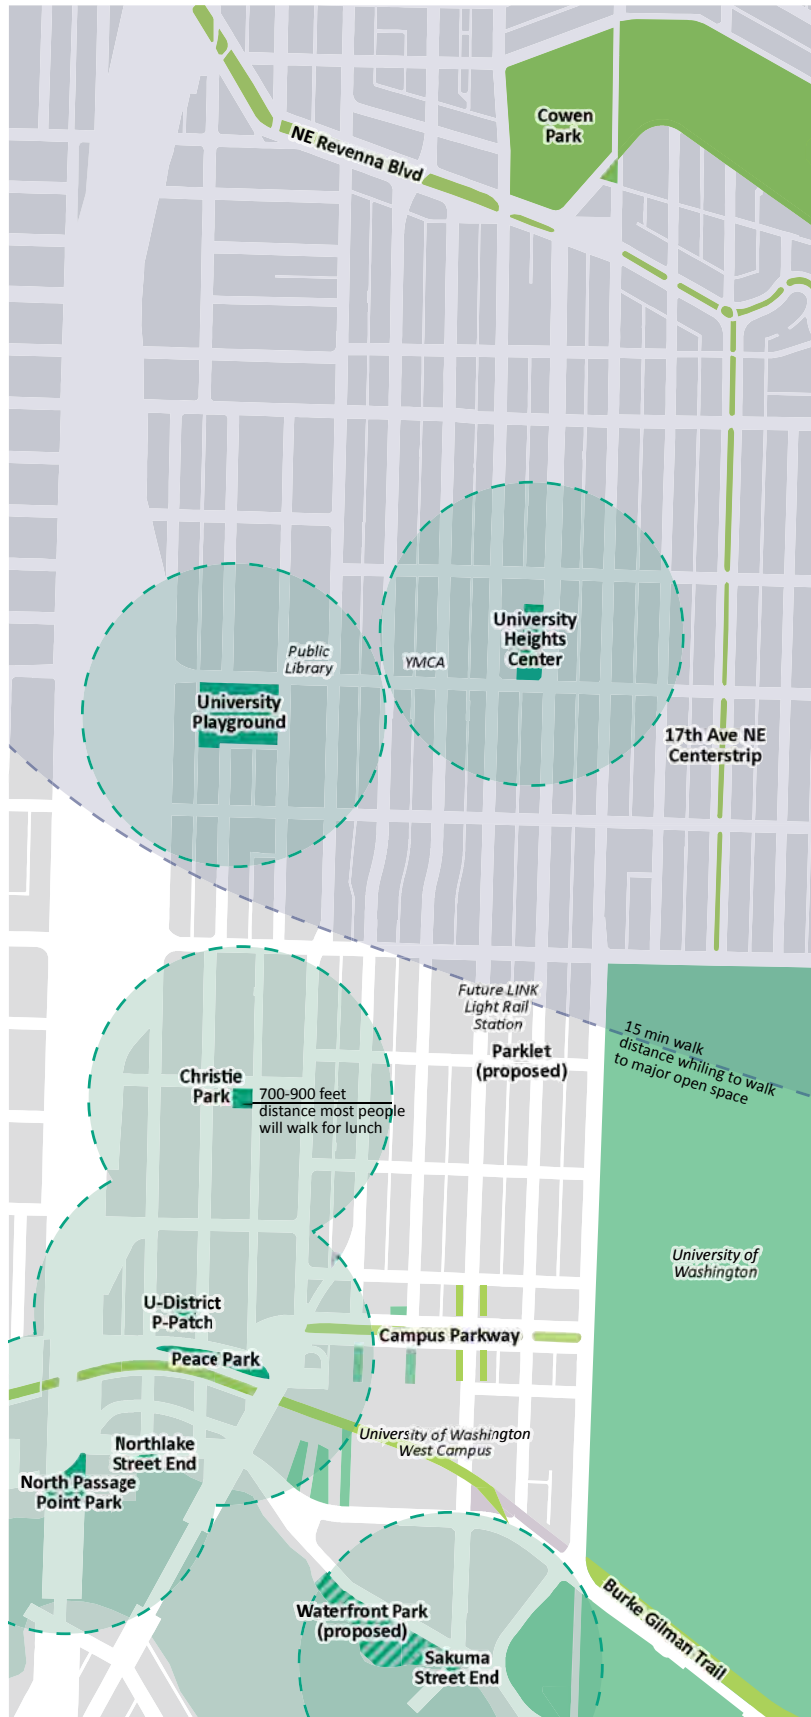 Cowen
Park
NE Revenna Blvd
University
Heights
Center
Public
Library
YMCA
University
Playground
17th Ave NE
Centerstrip
Future LINK
Light Rail
Station
15 min walk
distance whiling to walk
to major open space
Parklet
(proposed)
Christie
Park
700-900 feet
distance most people
will walk for lunch
University of
Washington
U-District
P-Patch
Campus Parkway
Peace Park
University of Washington
West Campus
Northlake
Street End
North Passage
Point Park
Burke Gilman Trail
Waterfront Park
(proposed)
Sakuma
Street End